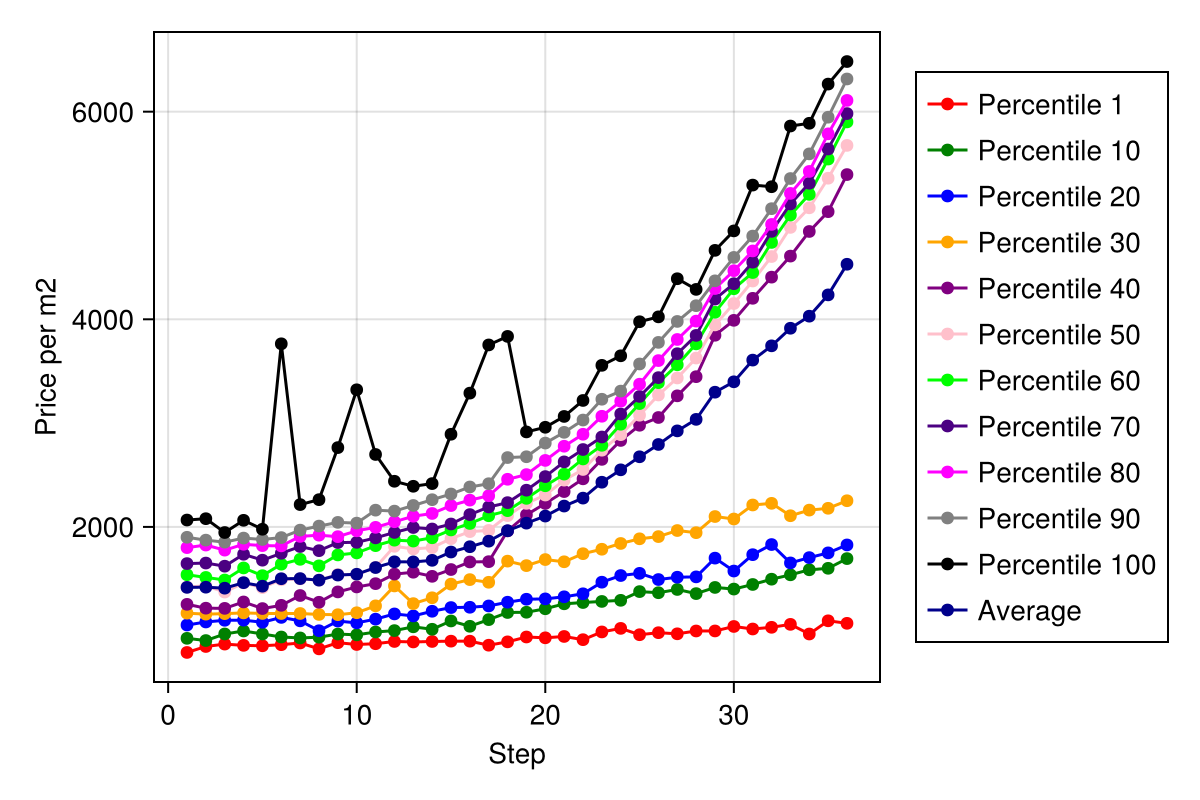 6000
4000
2000
Price per m2
0 10 20 30
Step
Percentile 1
Percentile 10
Percentile 20
Percentile 30
Percentile 40
Percentile 50
Percentile 60
Percentile 70
Percentile 80
Percentile 90
Percentile 100
Average